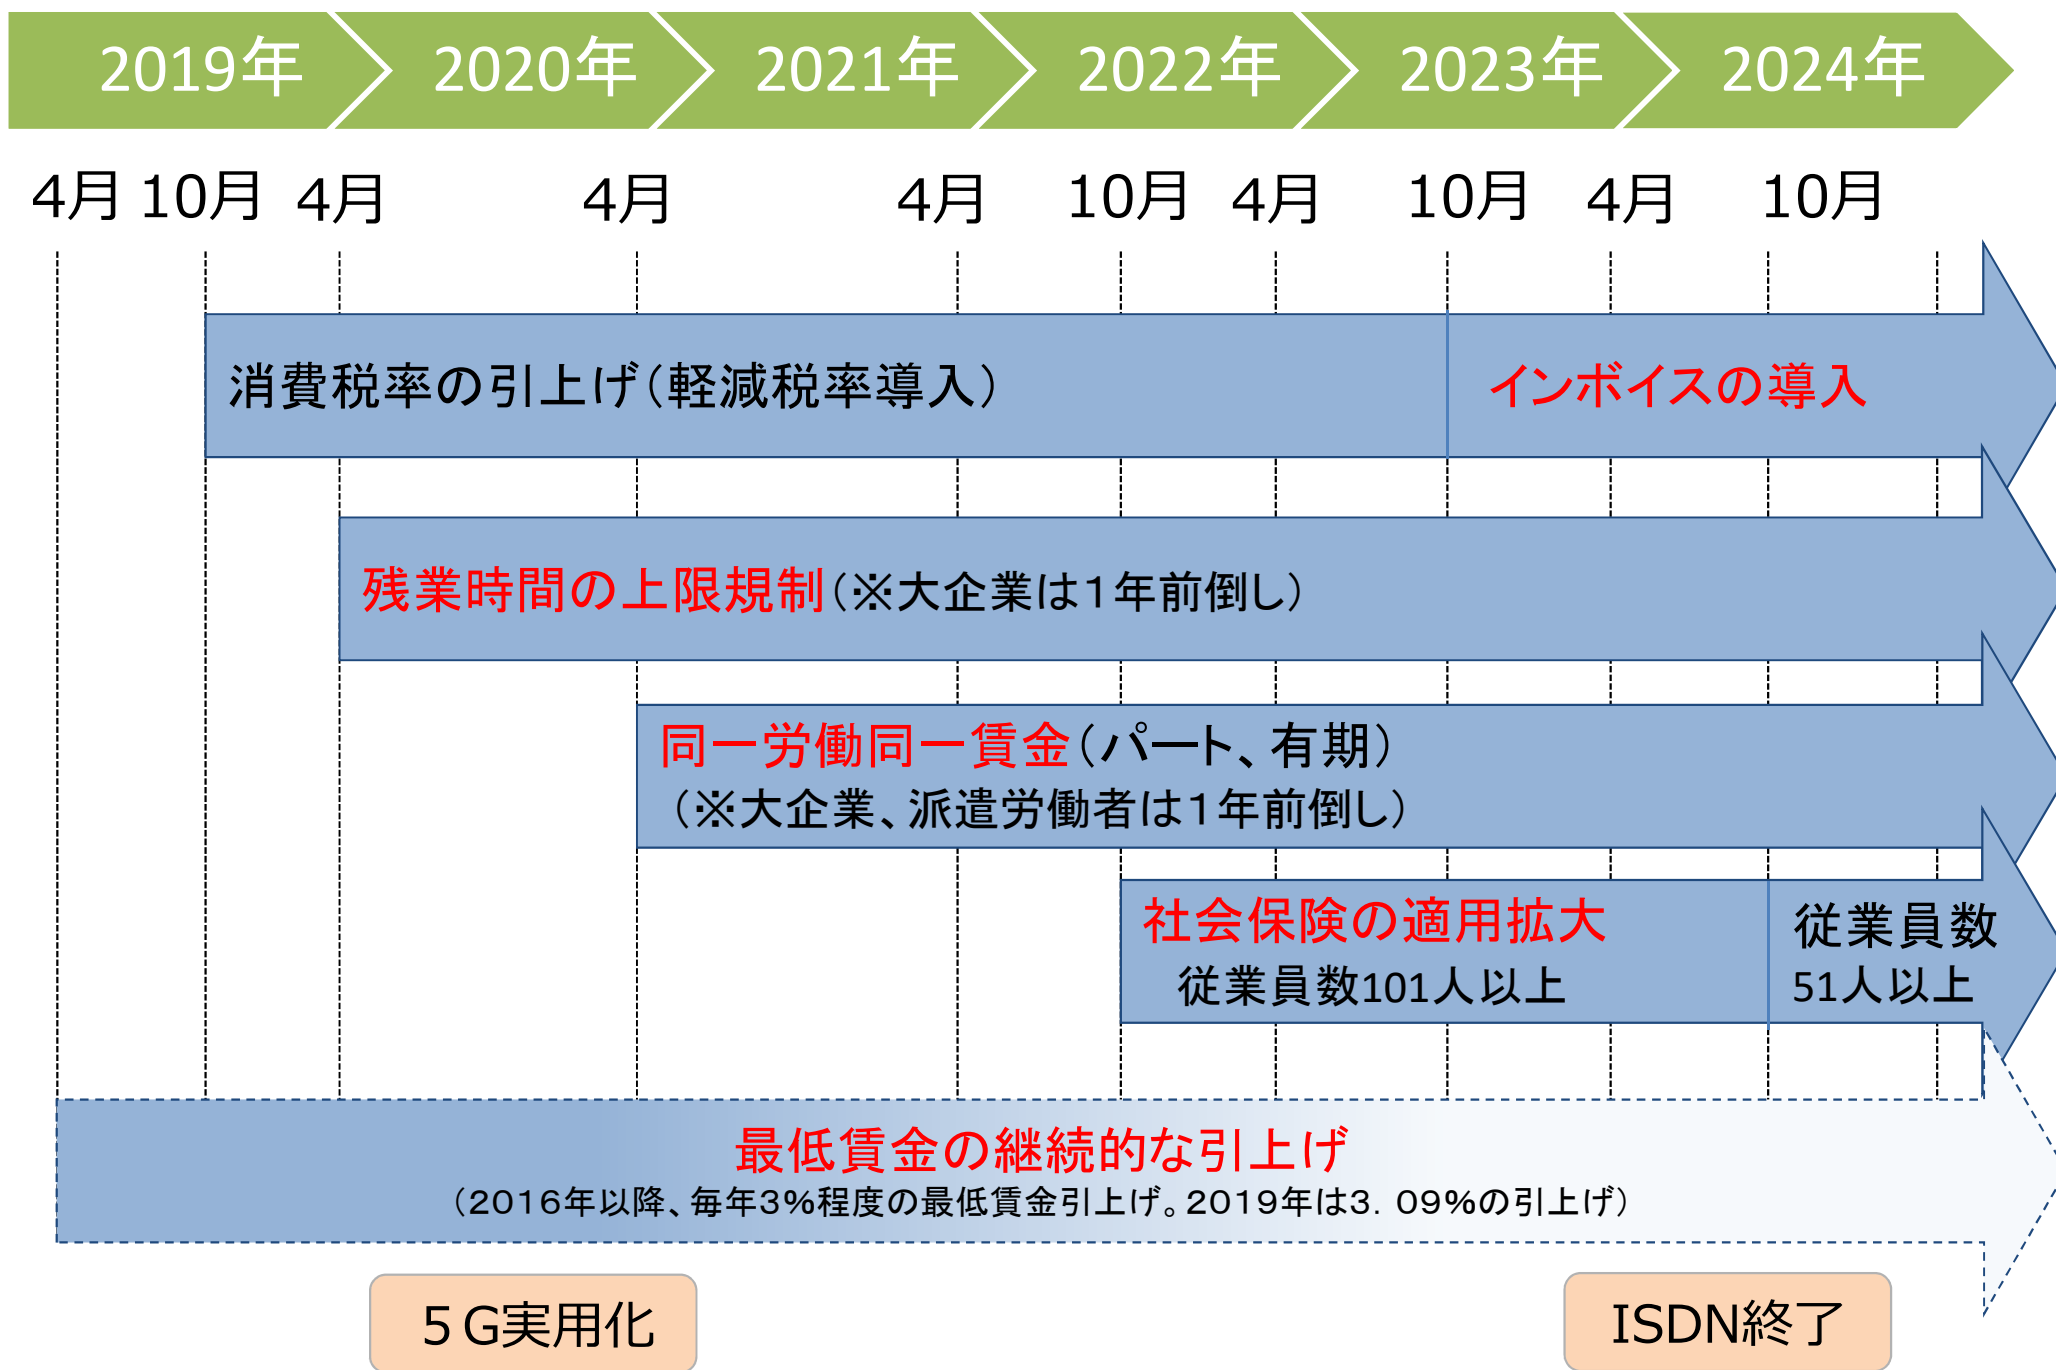 2019年 2020年 2021年 2022年 2023年 2024年
4月 10月 4月 4月 4月 10月 4月 10月 4月 10月
消費税率の引上げ（軽減税率導入） インボイスの導入
残業時間の上限規制（※大企業は１年前倒し）
同一労働同一賃金（パート、有期）
（※大企業、派遣労働者は１年前倒し）
社会保険の適用拡大
従業員数101人以上
従業員数
51人以上
最低賃金の継続的な引上げ
（２０１６年以降、毎年３％程度の最低賃金引上げ。２０１９年は３．０９％の引上げ）
５G実用化 ISDN終了